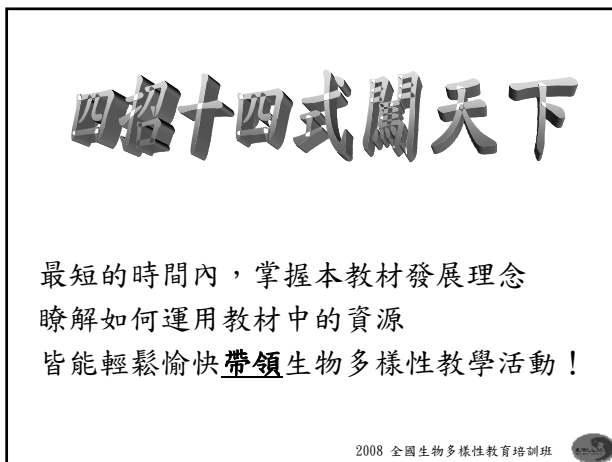 四招十四式闖天下
最短的時間內，掌握本教材發展理念
瞭解如何運用教材中的資源
皆能輕鬆愉快帶領生物多樣性教學活動！
2008 全國生物多樣性教育培訓班